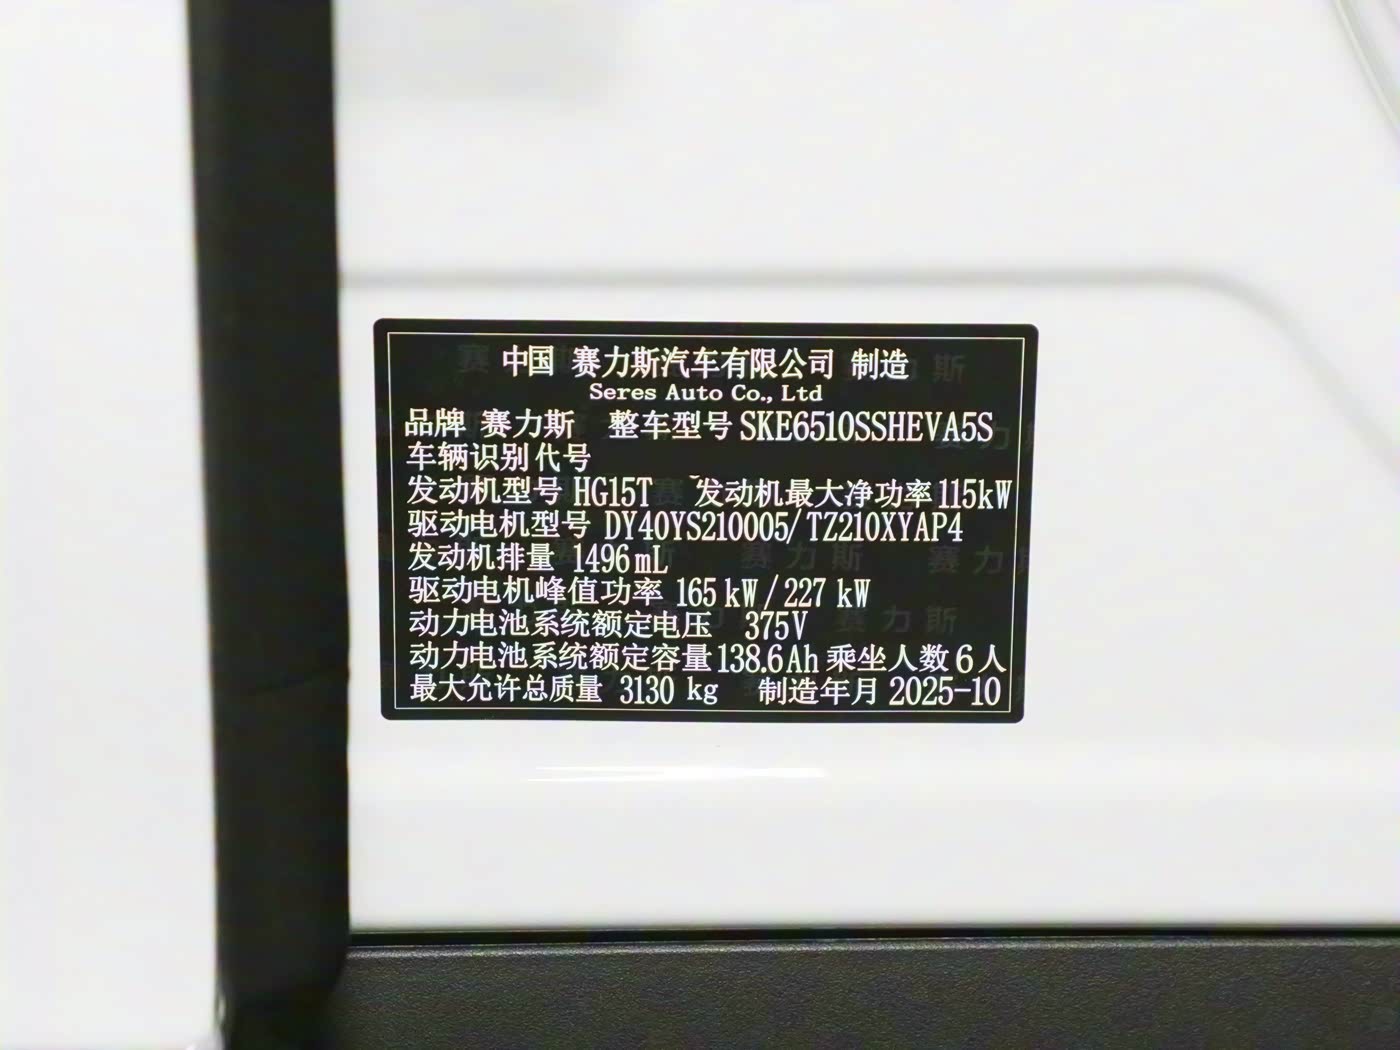 中国 赛力斯汽车有限公司 制造
Seres Auto Co., Ltd
品牌 赛力斯 整车型号 SKE6510SSHEVA5S
车辆识别代号
发动机型号 HG15T 发动机最大净功率 115kW
驱动电机型号 DY40YS210005/TZ210XYAP4
发动机排量 1496mL
驱动电机峰值功率 165 kW/227 kW
动力电池系统额定电压 375V
动力电池系统额定容量 138.6Ah 乘坐人数 6人
最大允许总质量 3130 kg 制造年月 2025-10